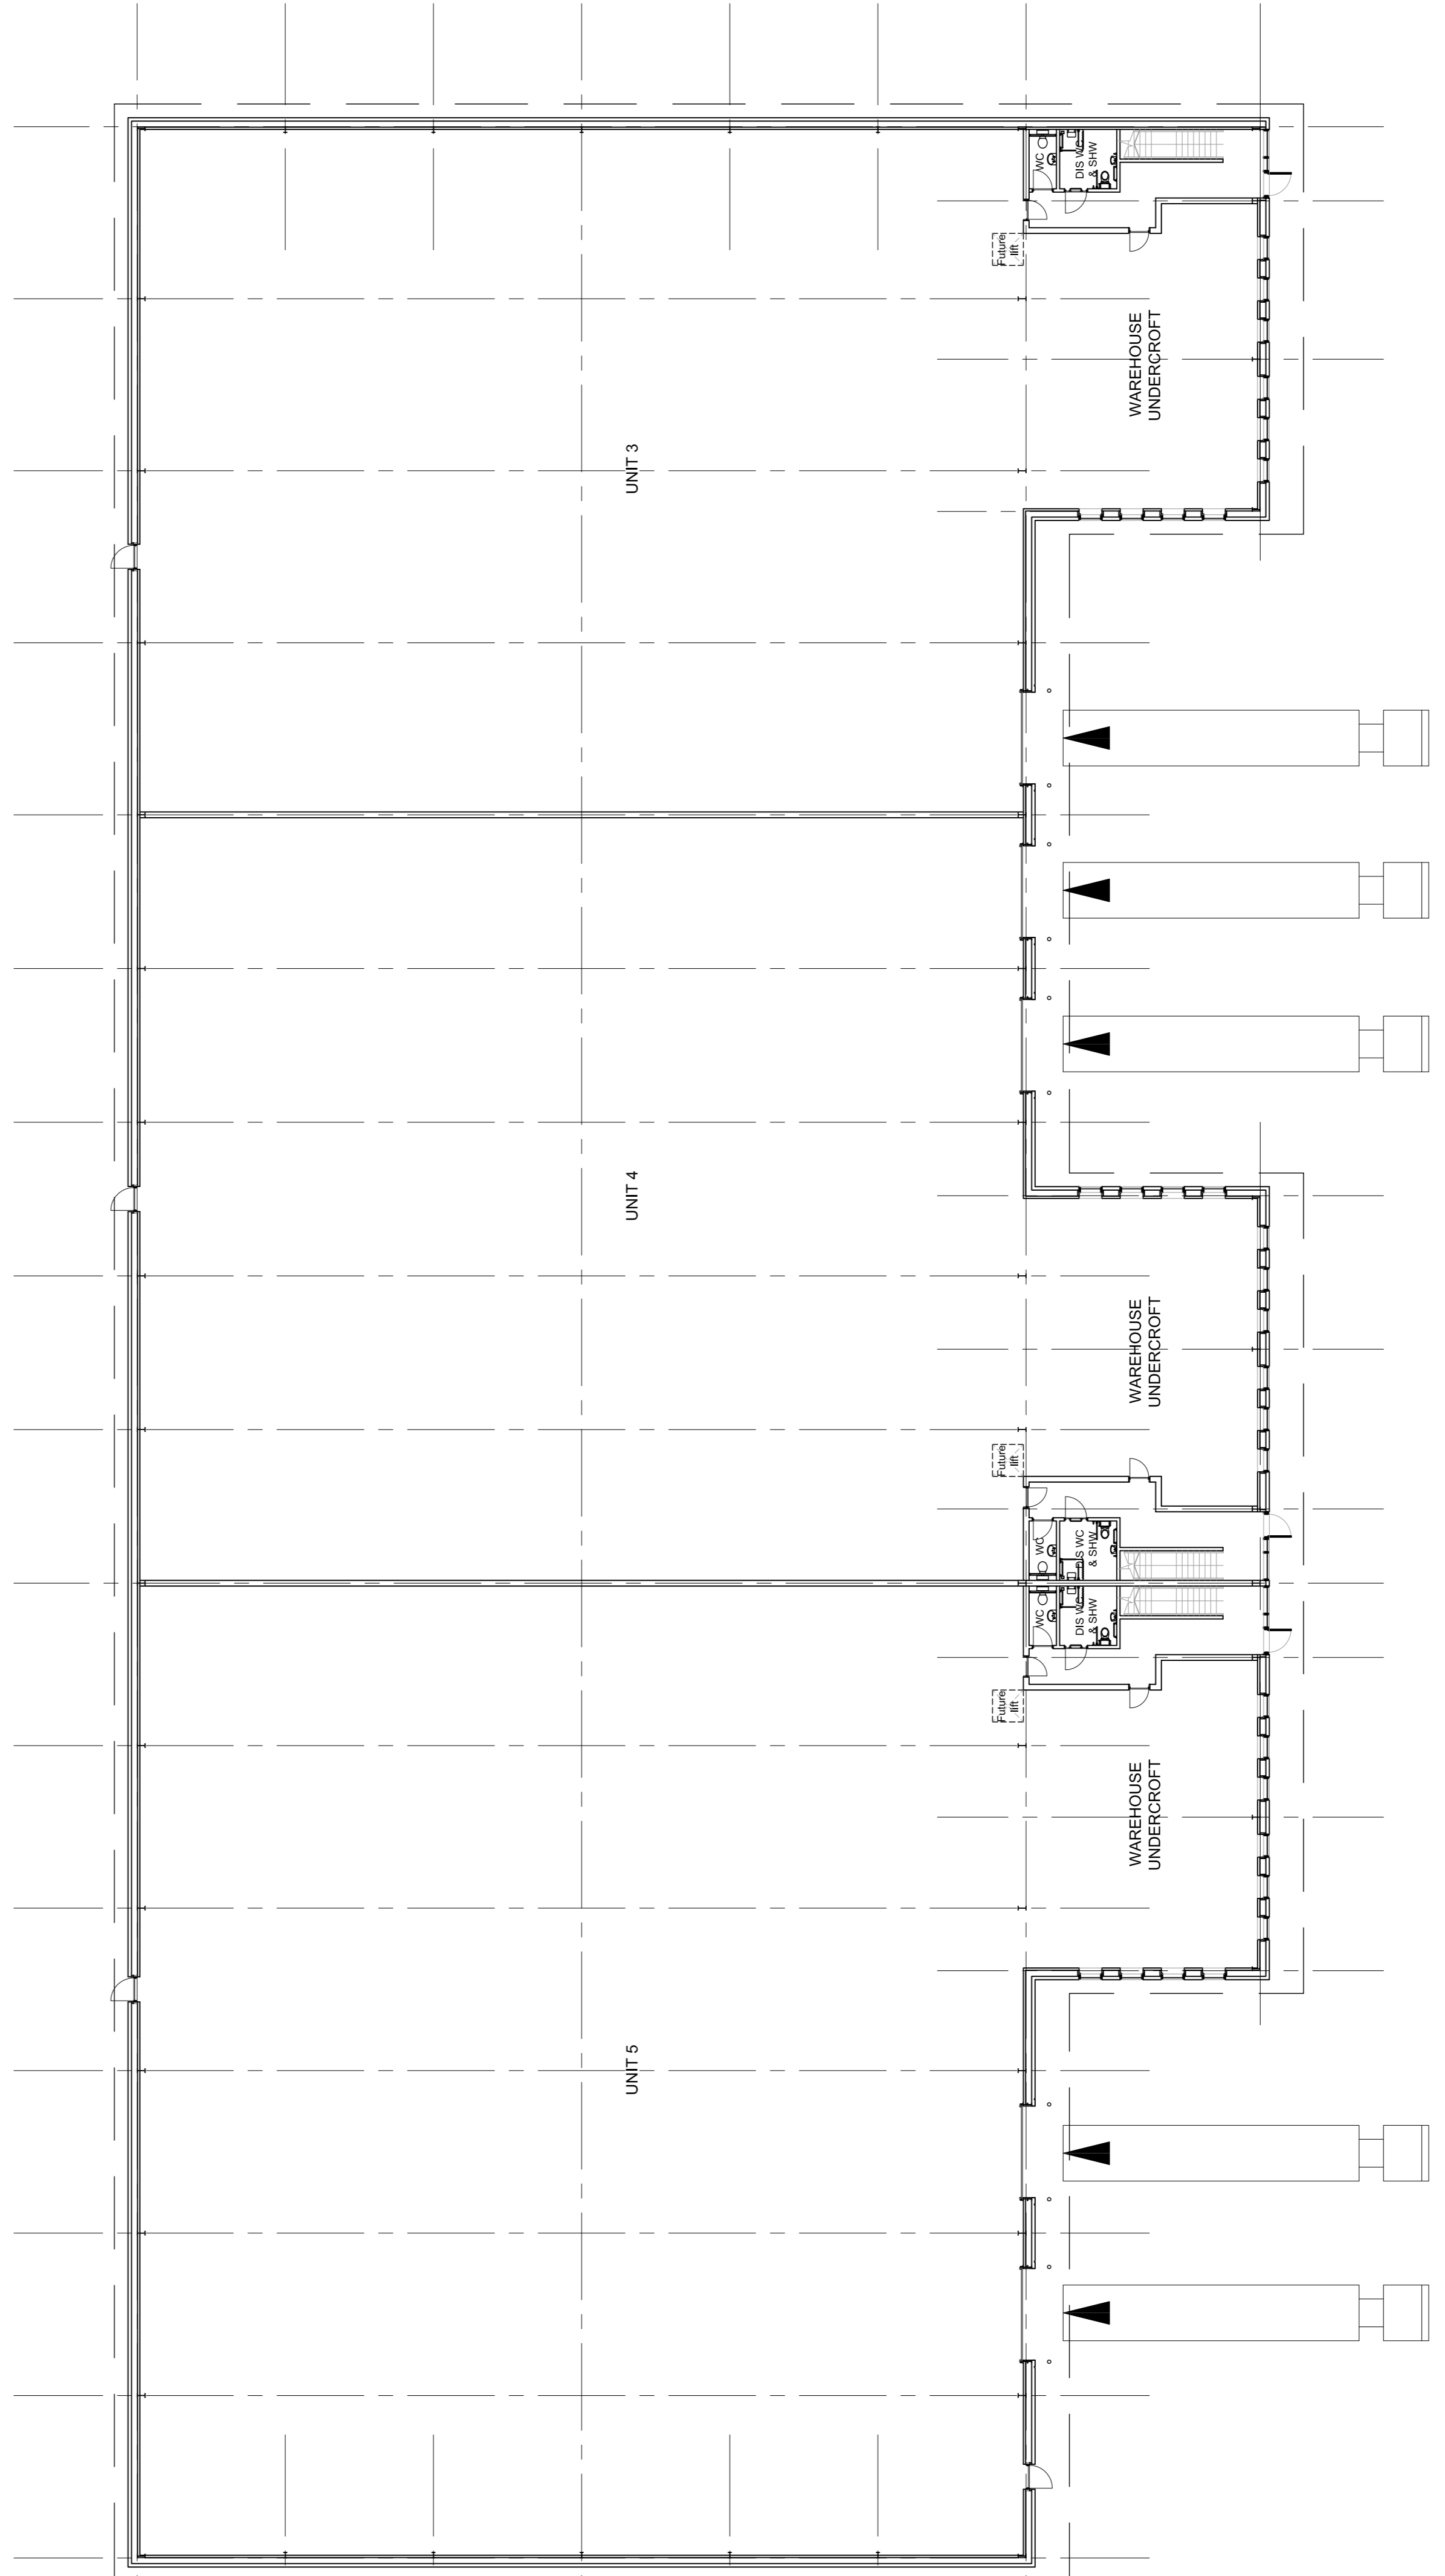 WC
DIS WC
& SHW
Future
lift
WAREHOUSE
UNDERCROFT
UNIT 3
UNIT 4
WAREHOUSE
UNDERCROFT
Future
lift
WC
DIS WC
& SHW
WC
DIS WC
& SHW
Future
lift
WAREHOUSE
UNDERCROFT
UNIT 5